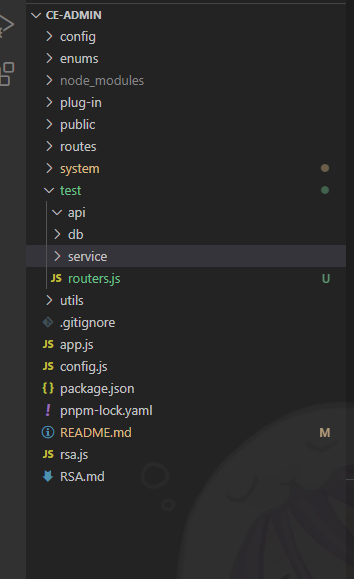 CE-ADMIN
config
enums
node_modules
plug-in
public
routes
system
test
api
db
service
JS routers.js U
utils
.gitignore
JS app.js
JS config.js
{} package.json
! pnpm-lock.yaml
README.md M
JS rsa.js
RSA.md